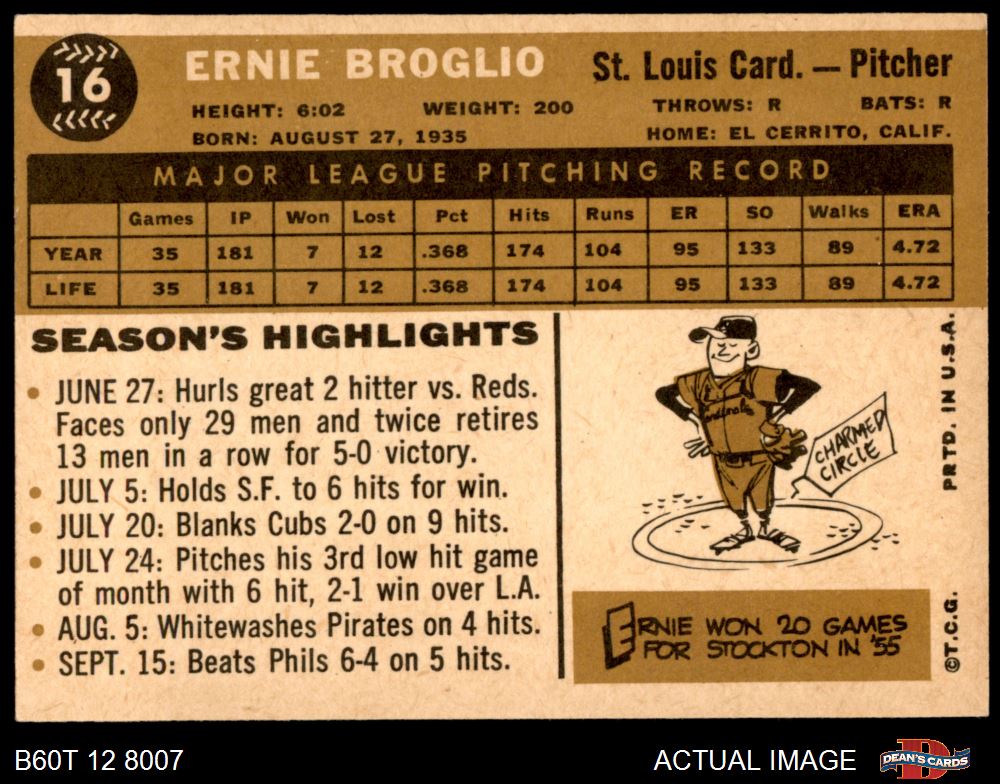 16
ERNIE BROGLIO St. Louis Card. — Pitcher
HEIGHT: 6:02 WEIGHT: 200 THROWS: R BATS: R
BORN: AUGUST 27, 1935 HOME: EL CERRITO, CALIF.
MAJOR LEAGUE PITCHING RECORD
Games IP Won Lost Pct Hits Runs ER SO Walks ERA
YEAR 35 181 7 12 .368 174 104 95 133 89 4.72
LIFE 35 181 7 12 .368 174 104 95 133 89 4.72
SEASON'S HIGHLIGHTS
• JUNE 27: Hurls great 2 hitter vs. Reds.
Faces only 29 men and twice retires
13 men in a row for 5-0 victory.
• JULY 5: Holds S.F. to 6 hits for win.
• JULY 20: Blanks Cubs 2-0 on 9 hits.
• JULY 24: Pitches his 3rd low hit game
of month with 6 hit, 2-1 win over L.A.
• AUG. 5: Whitewashes Pirates on 4 hits.
• SEPT. 15: Beats Phils 6-4 on 5 hits.
Cardinals
CHARMED
CIRCLE
ERNIE WON 20 GAMES
FOR STOCKTON IN '55
©T.C.G. PRTD. IN U.S.A.
B60T 12 8007 ACTUAL IMAGE DEAN'S CARDS